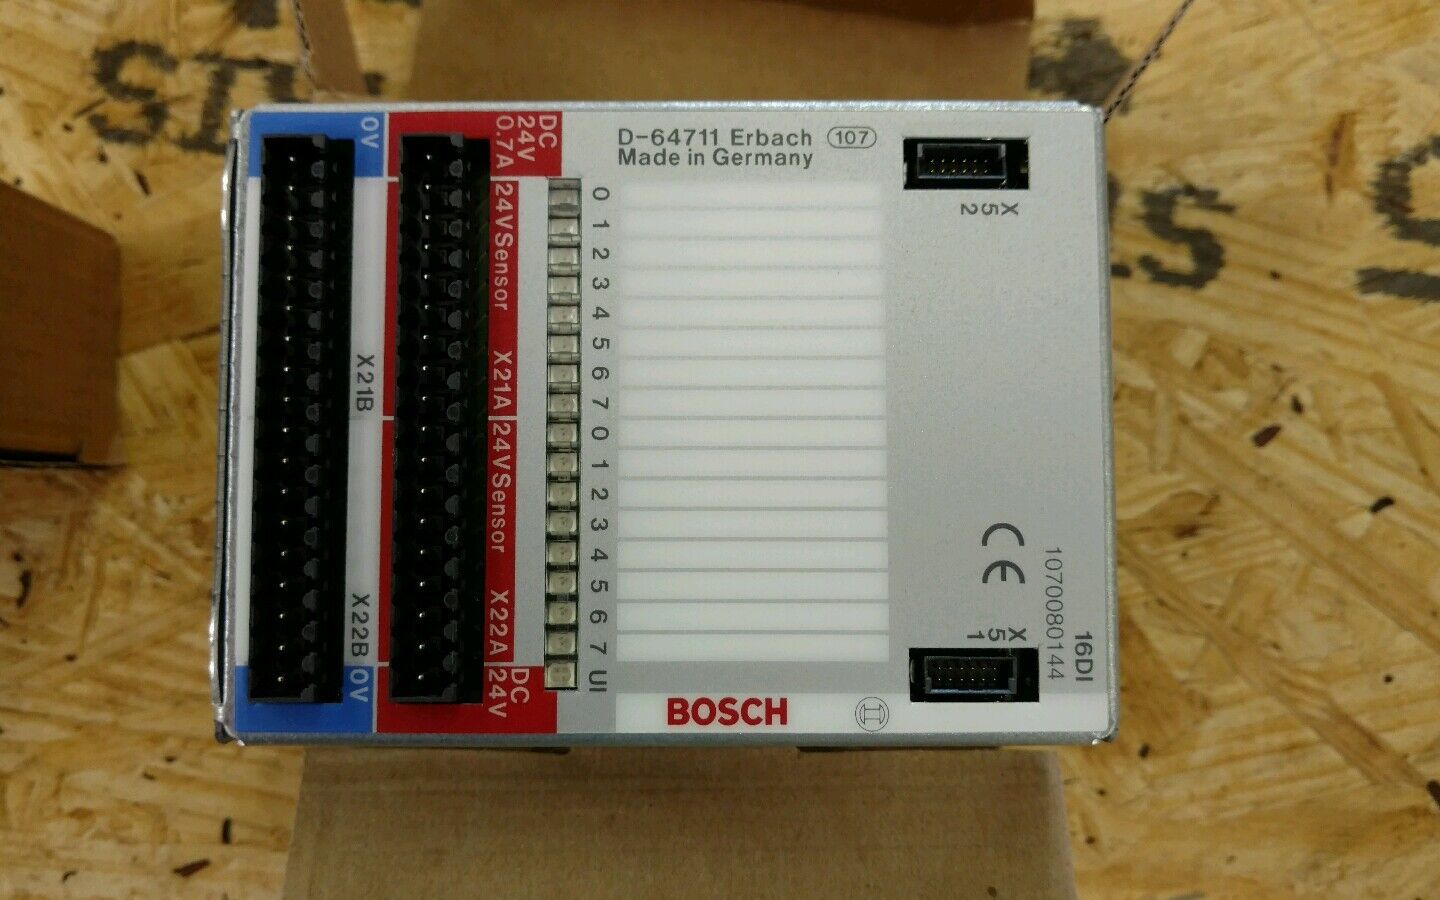 D-64711 Erbach 107
Made in Germany
0V
DC
24V
0.7A
24VSensor
X21A
24VSensor
X22A
DC
24V
X21B
X22B
0V
0
1
2
3
4
5
6
7
0
1
2
3
4
5
6
7
UI
X
5
2
CE
1070080144
16DI
X
5
1
BOSCH